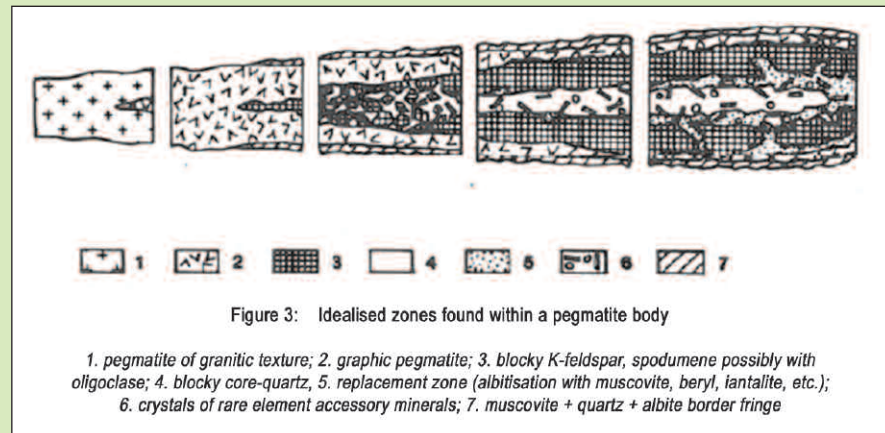 1 2 3 4 5 6 7
Figure 3: Idealised zones found within a pegmatite body
1. pegmatite of granitic texture; 2. graphic pegmatite; 3. blocky K-feldspar, spodumene possibly with
oligoclase; 4. blocky core-quartz, 5. replacement zone (albitisation with muscovite, beryl, iantalite, etc.);
6. crystals of rare element accessory minerals; 7. muscovite + quartz + albite border fringe